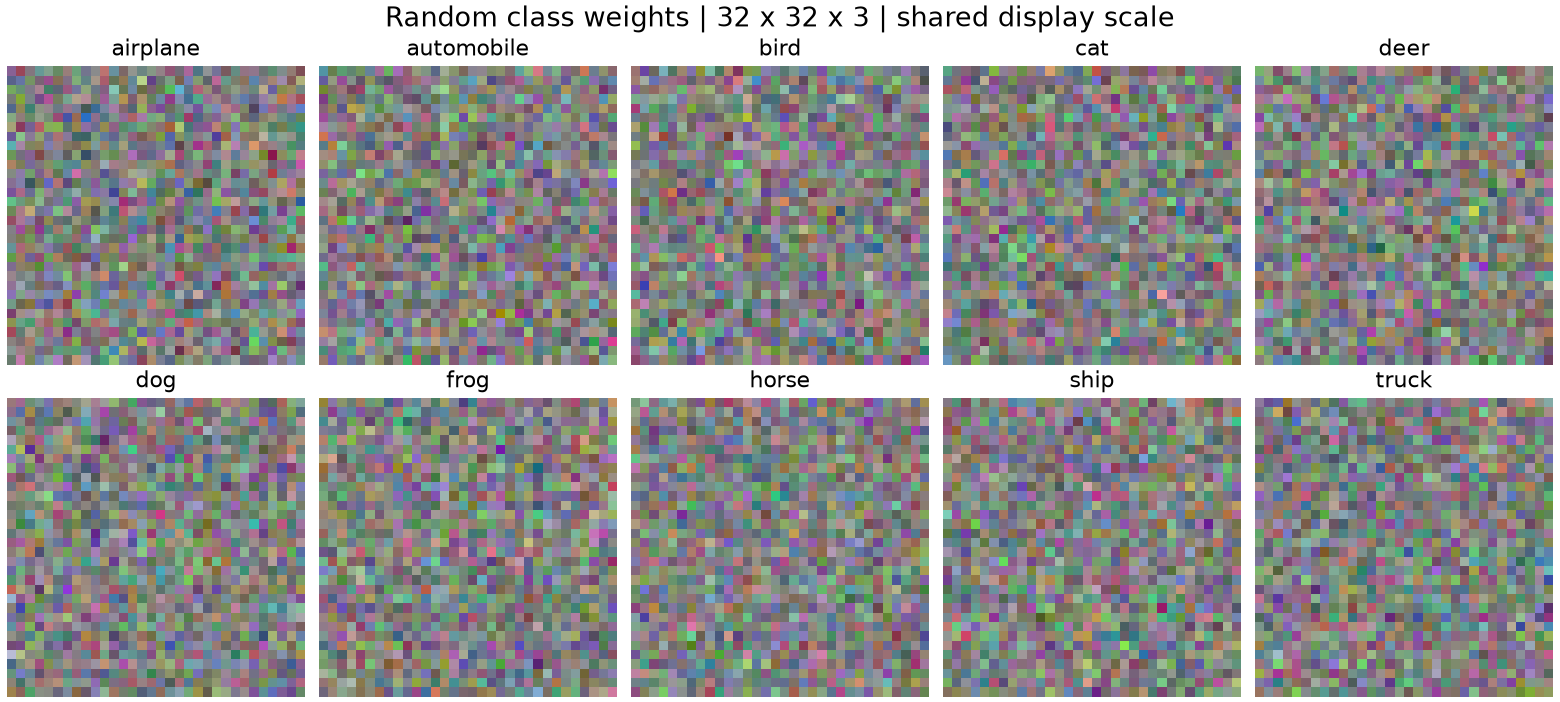 Random class weights | 32 x 32 x 3 | shared display scale
airplane automobile bird cat deer
dog frog horse ship truck